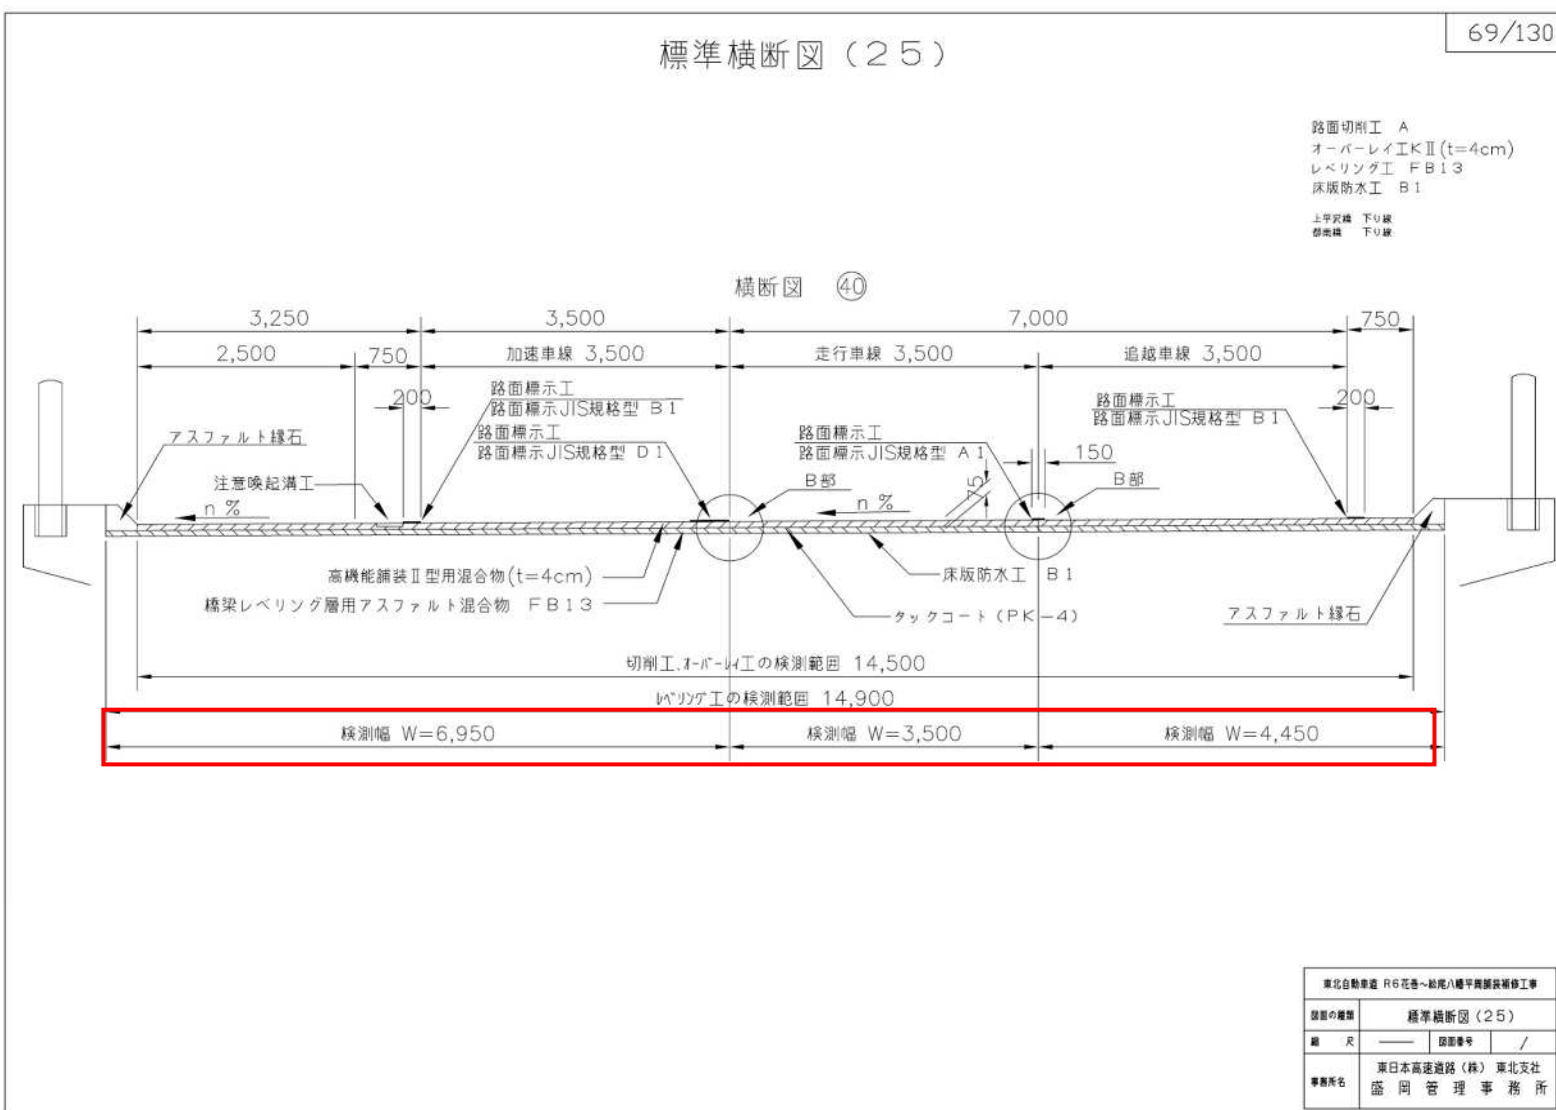 69/130
標準横断図（２５）
路面切削工　Ａ
オーバーレイ工ＫⅡ(t=4cm)
レベリング工　ＦＢ１３
床版防水工　Ｂ１
上平沢橋　下り線
都南橋　下り線
横断図　㊵
3,250　3,500　7,000　750
2,500　750　加速車線 3,500　走行車線 3,500　追越車線 3,500
200　路面標示工　200
路面標示JIS規格型 Ｂ１
路面標示工
路面標示JIS規格型 Ｂ１
アスファルト縁石
路面標示工
路面標示JIS規格型 Ｄ１
路面標示工
路面標示JIS規格型 Ａ１
150
注意喚起溝工
Ｂ部
75
Ｂ部
n %
n %
高機能舗装Ⅱ型用混合物(t=4cm)
床版防水工　Ｂ１
橋梁レベリング層用アスファルト混合物　ＦＢ１３
タックコート（ＰＫ－４）
アスファルト縁石
切削工、ｵｰﾊﾞｰﾚｲ工の検測範囲 14,500
ﾚﾍﾞﾘﾝｸﾞ工の検測範囲 14,900
検測幅 W=6,950　検測幅 W=3,500　検測幅 W=4,450
東北自動車道 R6花巻～松尾八幡平間舗装補修工事
図面の種類　標準横断図（２５）
縮　尺　図面番号　/
事務所名　東日本高速道路（株） 東北支社
盛岡管理事務所